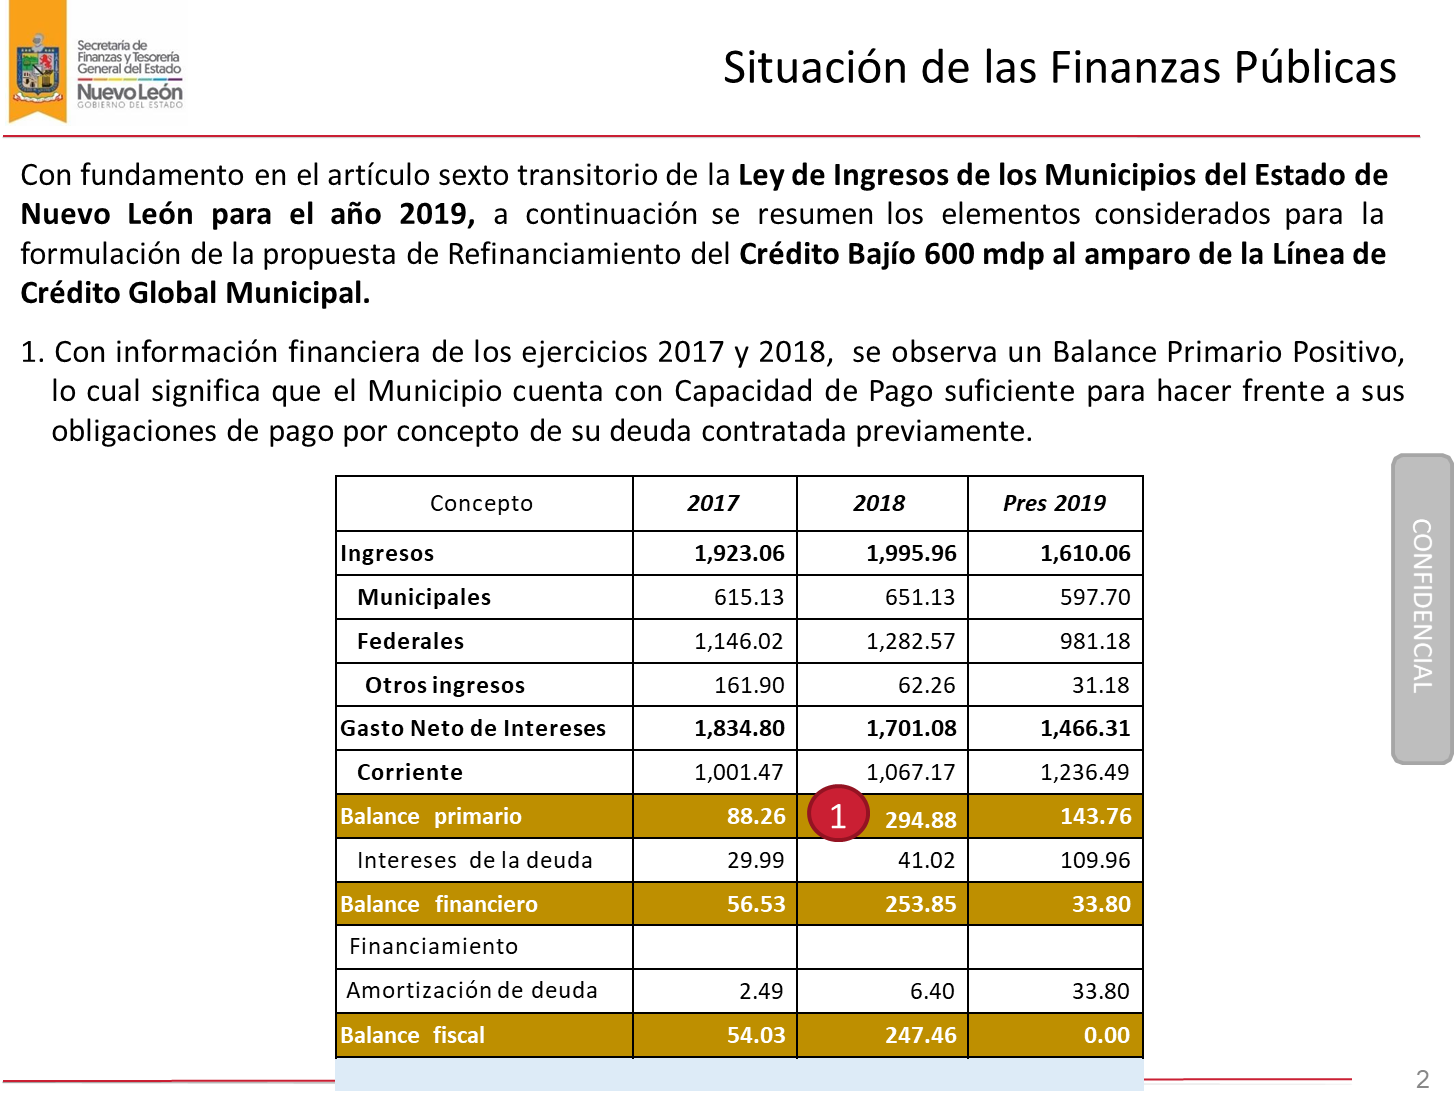 Secretaría de
Finanzas y Tesorería
General del Estado
Nuevo León
GOBIERNO DEL ESTADO
Situación de las Finanzas Públicas
Con fundamento en el artículo sexto transitorio de la Ley de Ingresos de los Municipios del Estado de
Nuevo León para el año 2019, a continuación se resumen los elementos considerados para la
formulación de la propuesta de Refinanciamiento del Crédito Bajío 600 mdp al amparo de la Línea de
Crédito Global Municipal.
1. Con información financiera de los ejercicios 2017 y 2018, se observa un Balance Primario Positivo,
lo cual significa que el Municipio cuenta con Capacidad de Pago suficiente para hacer frente a sus
obligaciones de pago por concepto de su deuda contratada previamente.
Concepto 2017 2018 Pres 2019
Ingresos 1,923.06 1,995.96 1,610.06
Municipales 615.13 651.13 597.70
Federales 1,146.02 1,282.57 981.18
Otros ingresos 161.90 62.26 31.18
Gasto Neto de Intereses 1,834.80 1,701.08 1,466.31
Corriente 1,001.47 1,067.17 1,236.49
Balance primario 88.26 1 294.88 143.76
Intereses de la deuda 29.99 41.02 109.96
Balance financiero 56.53 253.85 33.80
Financiamiento
Amortización de deuda 2.49 6.40 33.80
Balance fiscal 54.03 247.46 0.00
CONFIDENCIAL
2